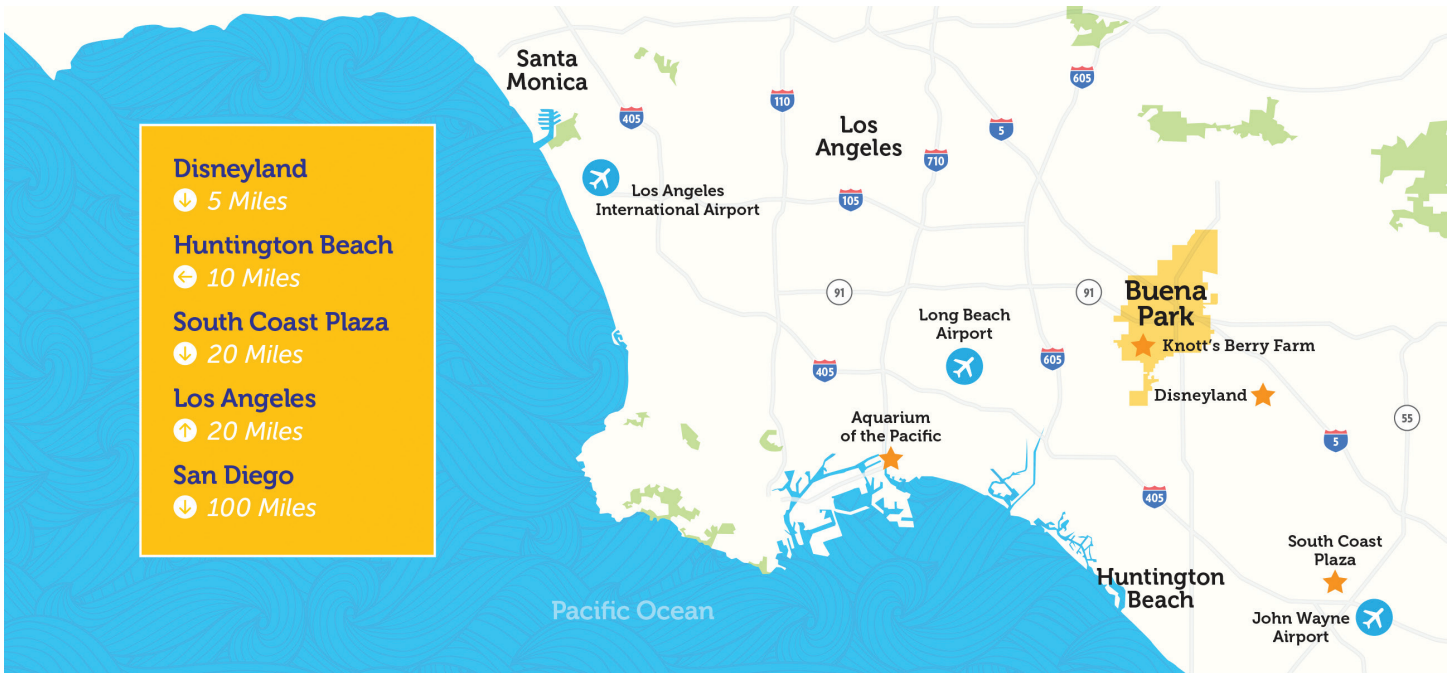 Disneyland
5 Miles
Huntington Beach
10 Miles
South Coast Plaza
20 Miles
Los Angeles
20 Miles
San Diego
100 Miles
Santa
Monica
405
110
Los
Angeles
5
605
710
Los Angeles
International Airport
105
91
91
Buena
Park
Knott's Berry Farm
Long Beach
Airport
405
605
Disneyland
Aquarium
of the Pacific
55
5
405
South Coast
Plaza
Huntington
Beach
John Wayne
Airport
Pacific Ocean